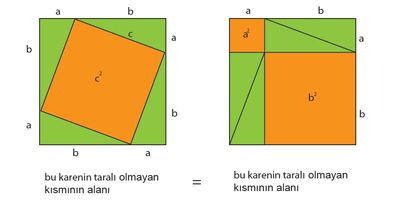 a b a b
b c a a² a
c² b²
a b b
b a
bu karenin taralı olmayan
kısmının alanı
=
bu karenin taralı olmayan
kısmının alanı